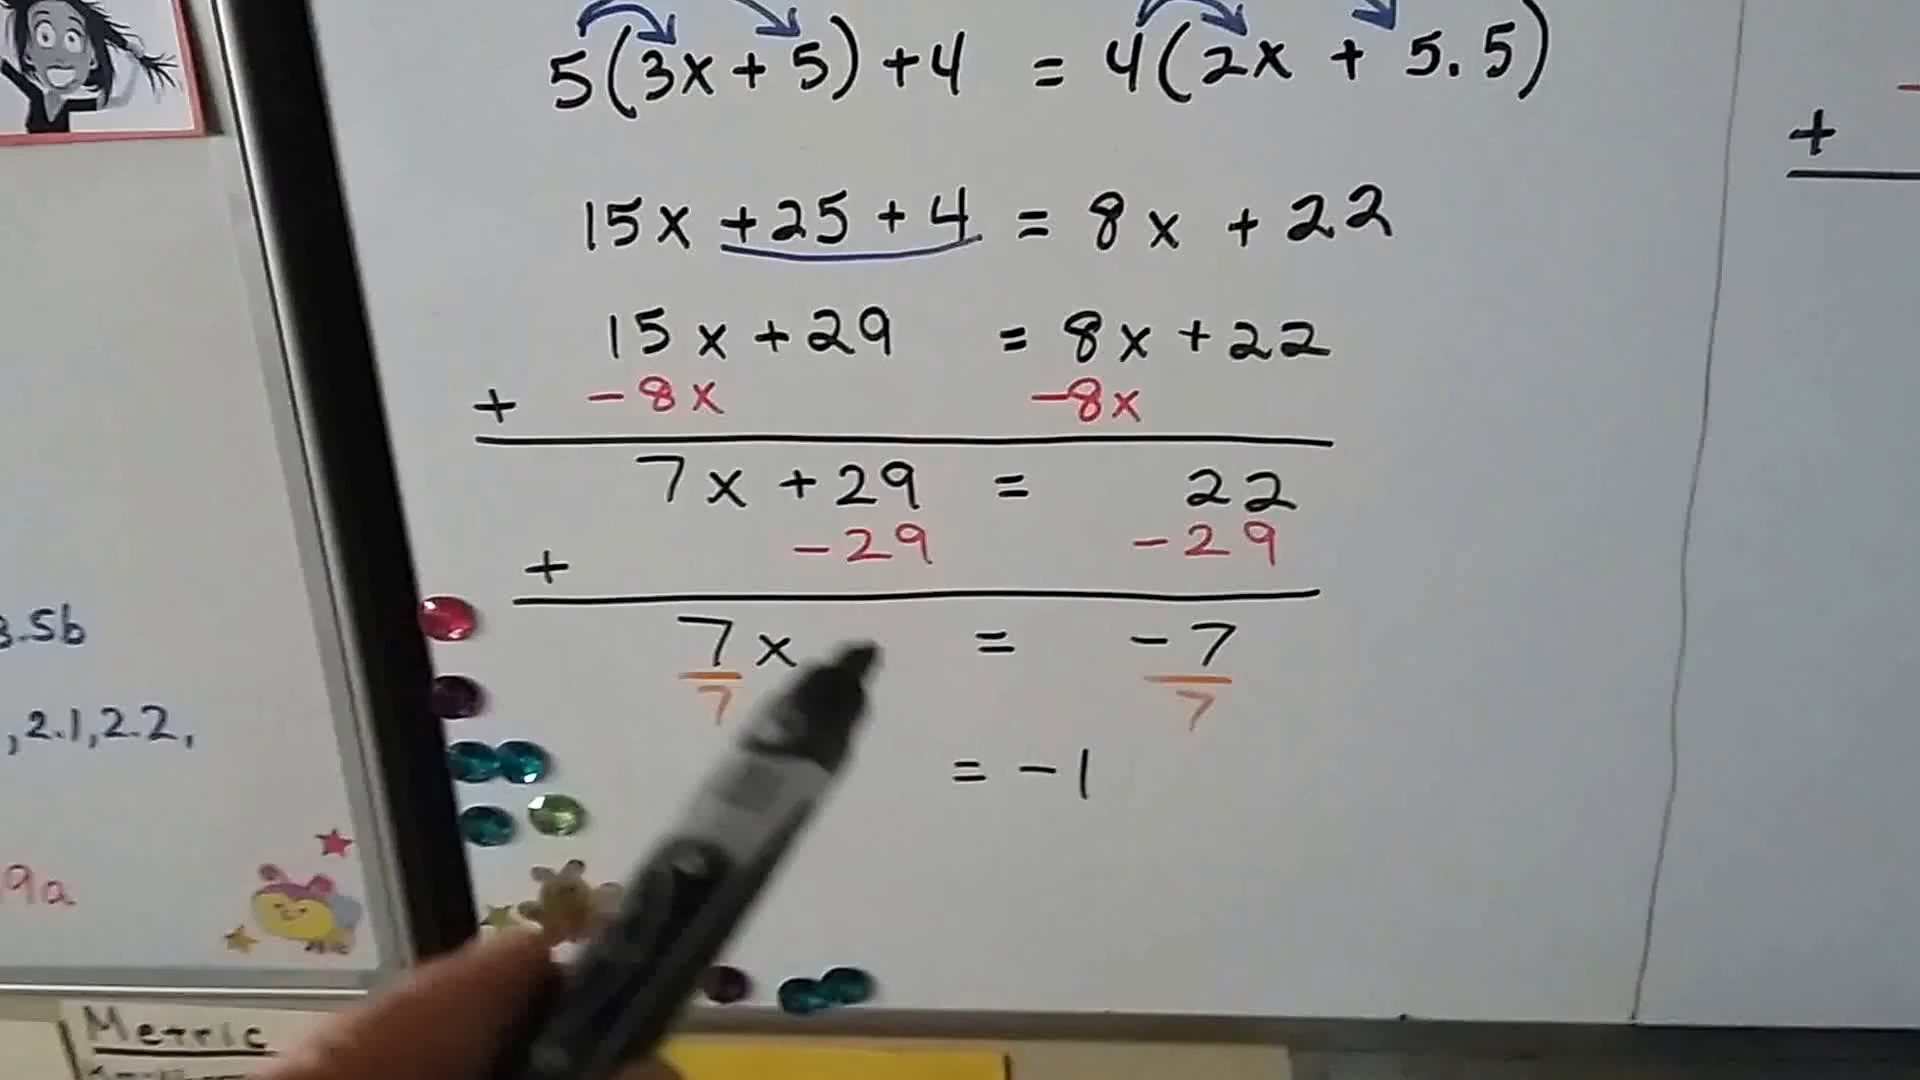 5(3x+5)+4 = 4(2x + 5.5)
15x +25 + 4 = 8x + 22
15x + 29 = 8x + 22
+ -8x -8x
7x + 29 = 22
+ -29 -29
7x = -7
7 7
= -1
+
.5b
,2.1,2.2,
9a
Metric